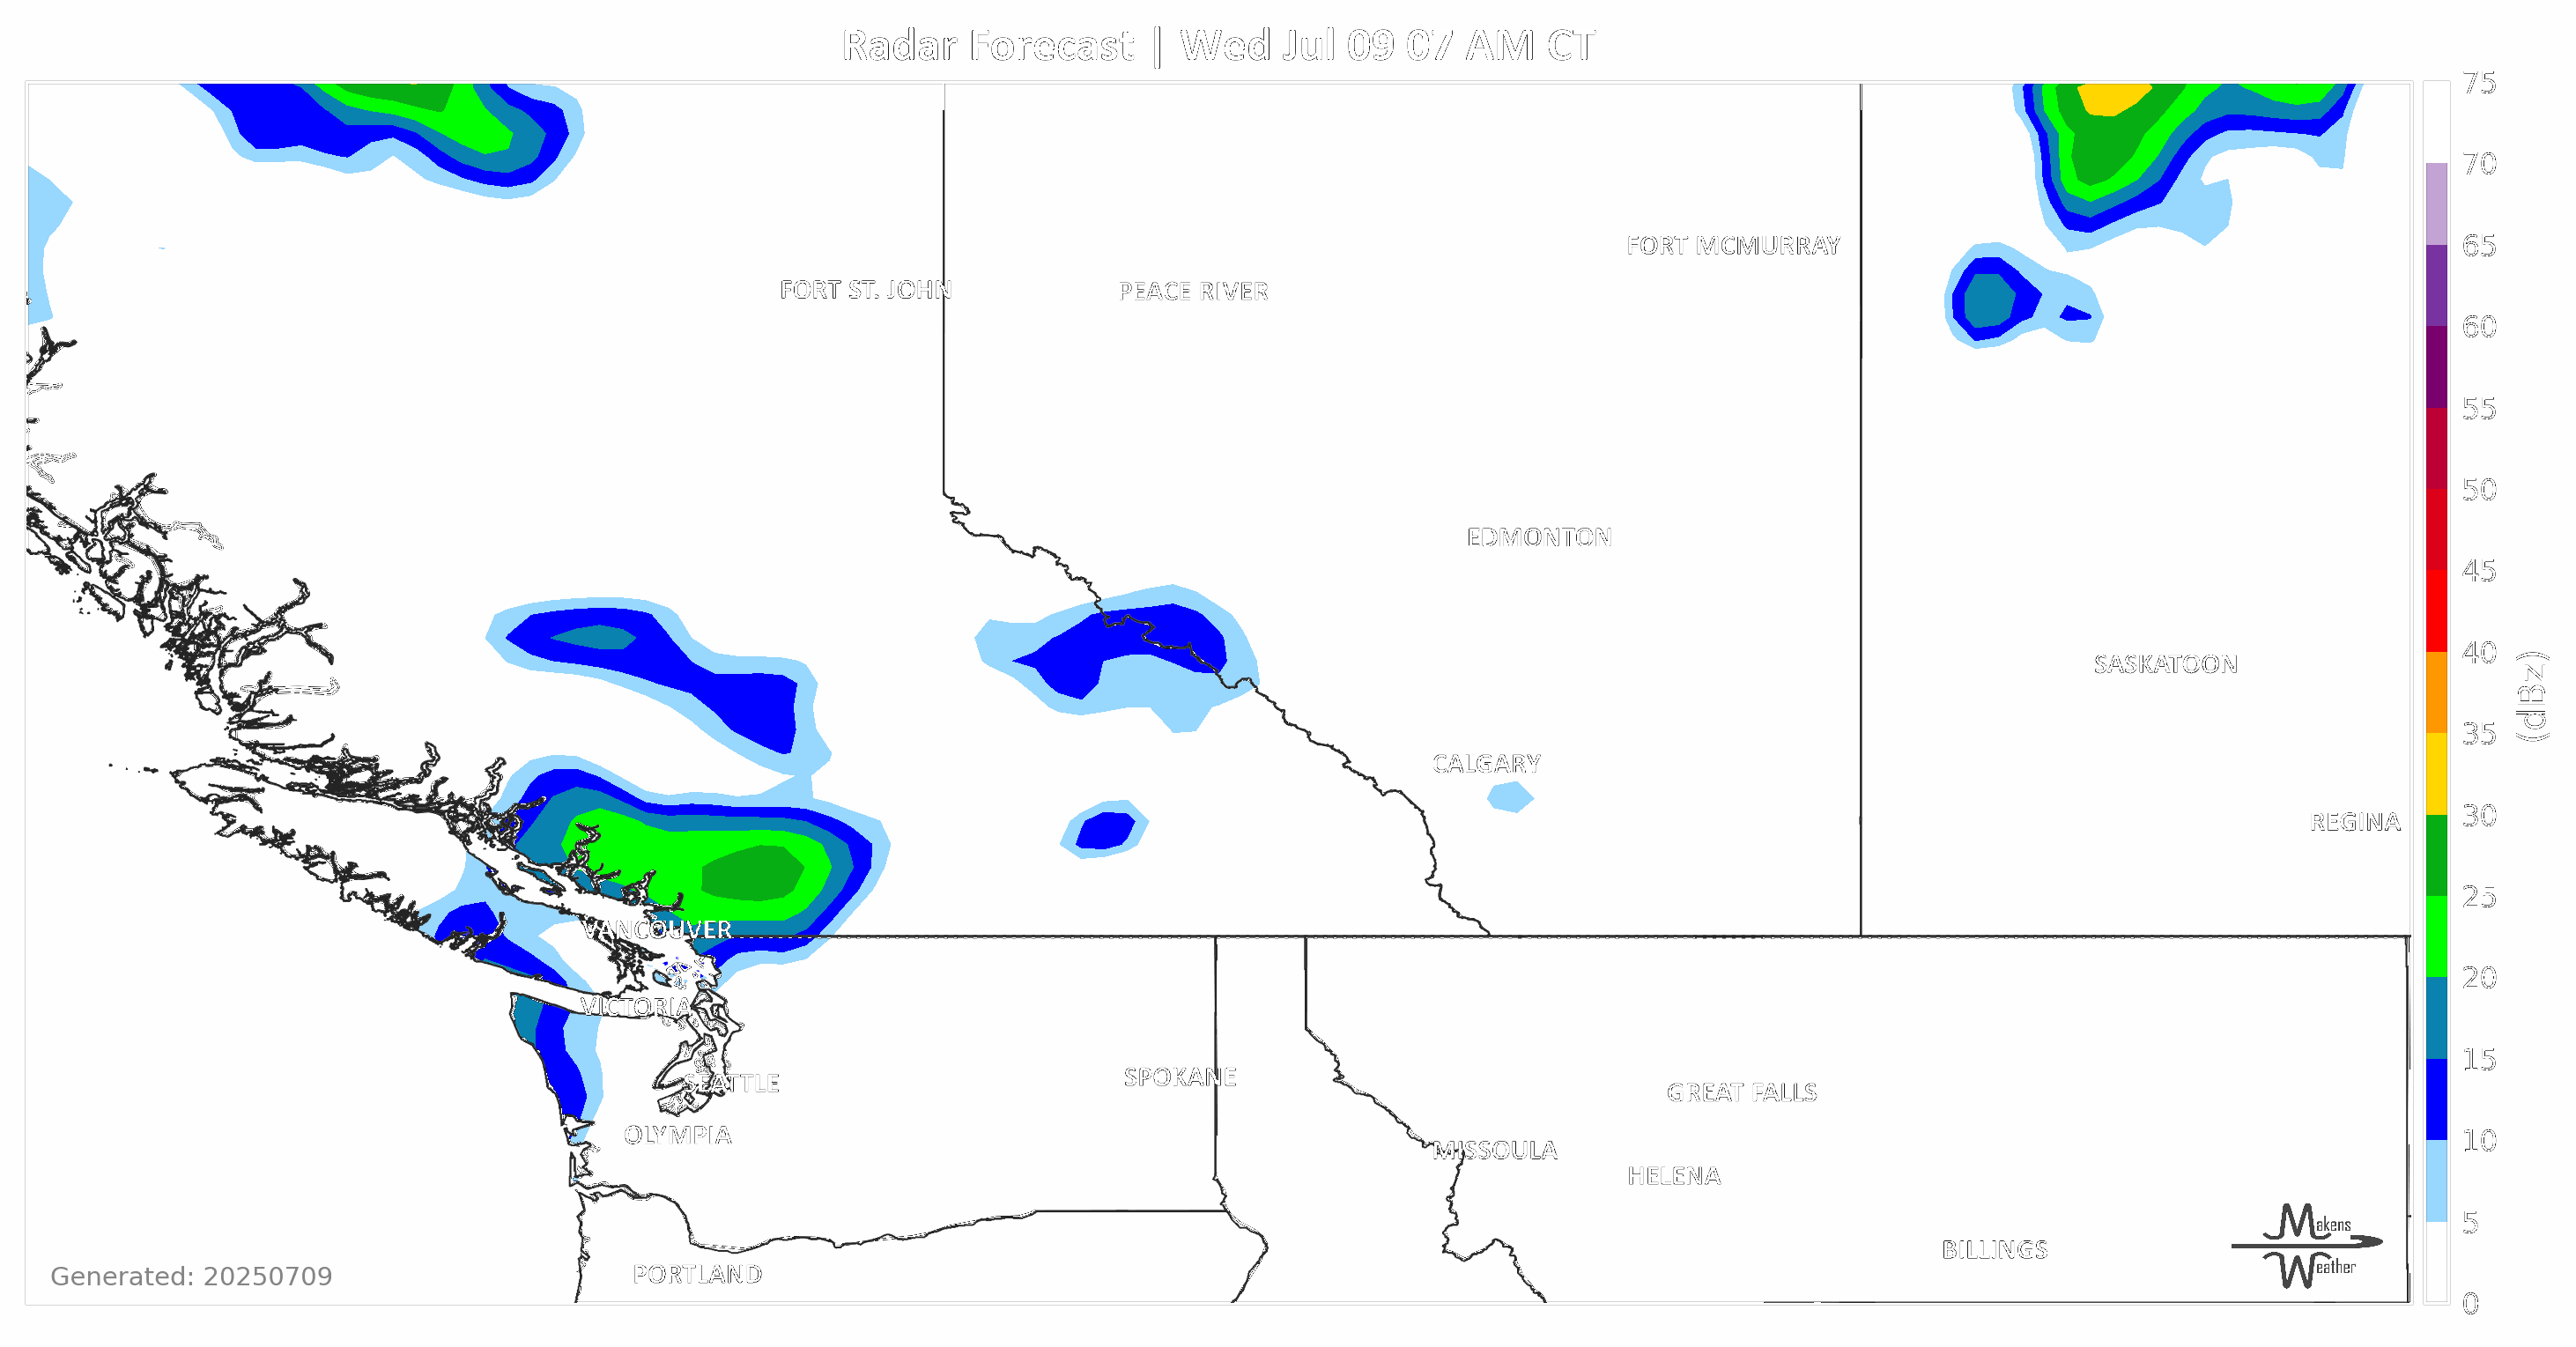 Radar Forecast | Wed Jul 09 07 AM CT
75
70
FORT MCMURRAY
65
FORT ST. JOHN
PEACE RIVER
60
55
50
EDMONTON
45
40
SASKATOON
(dBz)
35
CALGARY
30
REGINA
25
VANCOUVER
20
VICTORIA
15
SEATTLE
SPOKANE
GREAT FALLS
OLYMPIA
10
MISSOULA
HELENA
5
Makens
Weather
BILLINGS
PORTLAND
Generated: 20250709
0